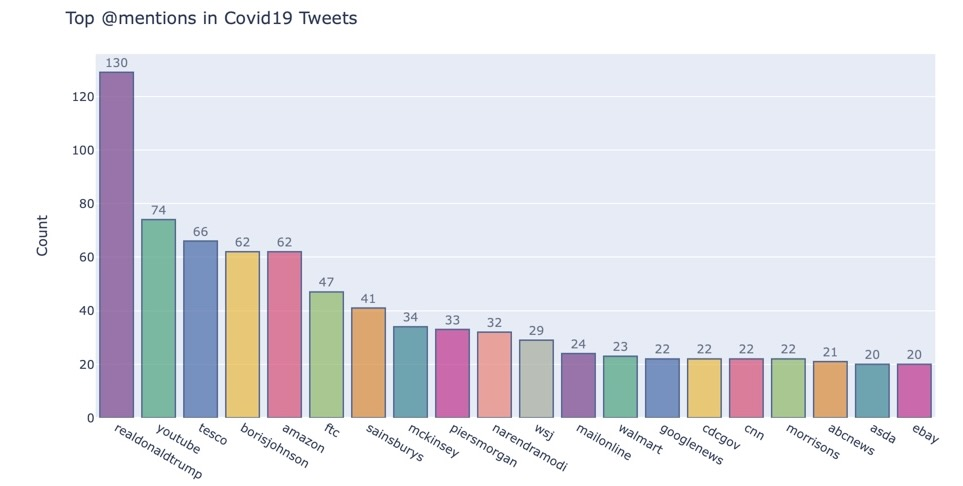 Top @mentions in Covid19 Tweets
130
120
100
80
60
40
20
0
Count
74
66
62
62
47
41
34
33
32
29
24
23
22
22
22
22
21
20
20
realdonaldtrump
youtube
tesco
borisjohnson
amazon
ftc
sainsburys
mckinsey
piersmorgan
narendramodi
wsj
mailonline
walmart
googlenews
cdcgov
cnn
morrisons
abcnews
asda
ebay